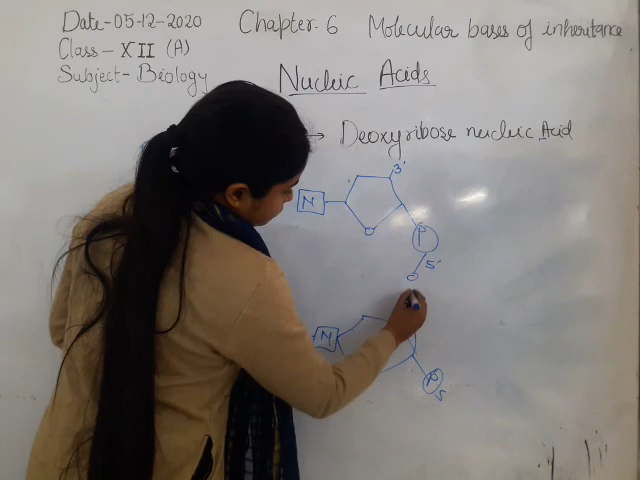 Date-05-12-2020
Chapter-6 Molecular bases of inheritance
Class-XII (A)
Subject-Biology
Nucleic Acids
→ Deoxyribose nucleic Acid
3'
N
P
5'
N
P
5